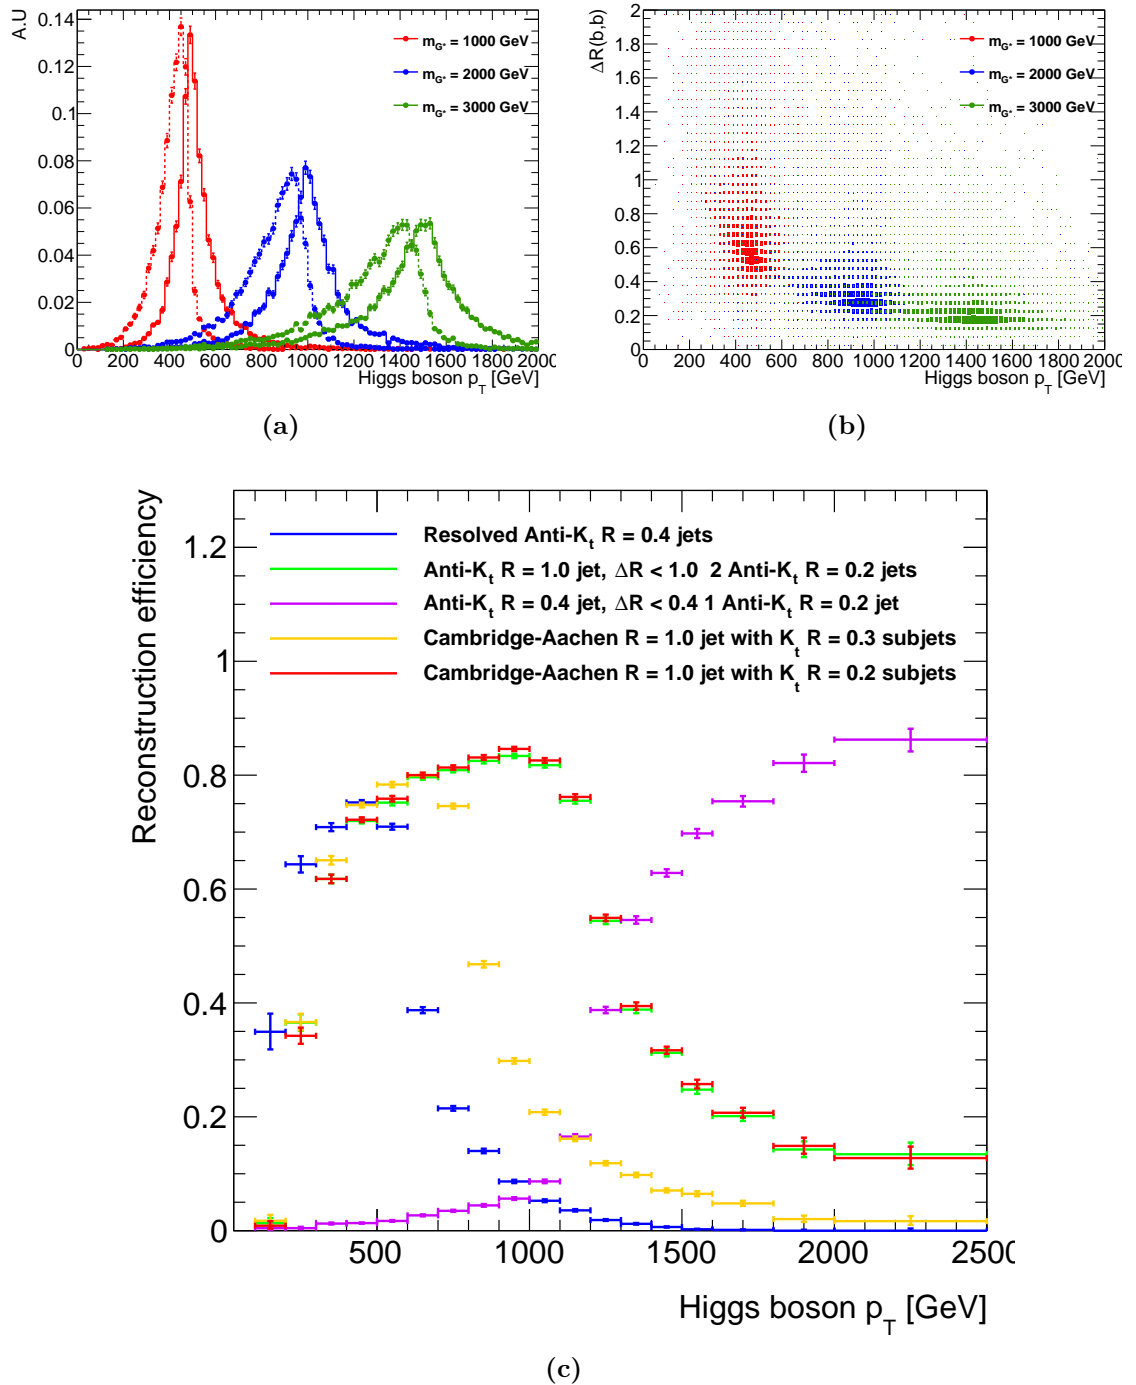 A.U
0.14
0.12
0.1
0.08
0.06
0.04
0.02
0
m_G* = 1000 GeV
m_G* = 2000 GeV
m_G* = 3000 GeV
0 200 400 600 800 1000 1200 1400 1600 1800 2000
Higgs boson p_T [GeV]
(a)
ΔR(b,b)
2
1.8
1.6
1.4
1.2
1
0.8
0.6
0.4
0.2
0
m_G* = 1000 GeV
m_G* = 2000 GeV
m_G* = 3000 GeV
0 200 400 600 800 1000 1200 1400 1600 1800 2000
Higgs boson p_T [GeV]
(b)
Reconstruction efficiency
1.2
1
0.8
0.6
0.4
0.2
0
Resolved Anti-K_t R = 0.4 jets
Anti-K_t R = 1.0 jet, ΔR < 1.0 2 Anti-K_t R = 0.2 jets
Anti-K_t R = 0.4 jet, ΔR < 0.4 1 Anti-K_t R = 0.2 jet
Cambridge-Aachen R = 1.0 jet with K_t R = 0.3 subjets
Cambridge-Aachen R = 1.0 jet with K_t R = 0.2 subjets
500 1000 1500 2000 2500
Higgs boson p_T [GeV]
(c)